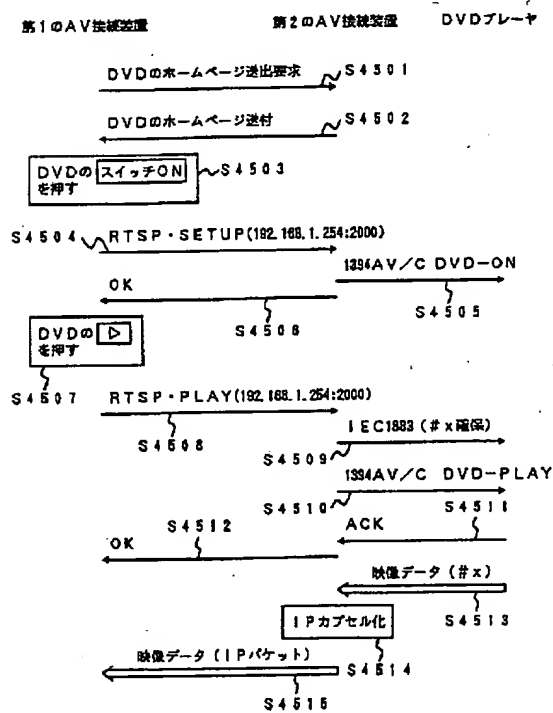 第1のAV接続装置 第2のAV接続装置 DVDプレーヤ
DVDのホームページ送出要求 S4501
DVDのホームページ送付 S4502
DVDの スイッチON を押す S4503
S4504 RTSP・SETUP(192.168.1.254:2000)
1394AV/C DVD-ON
OK
S4505
S4506
DVDの ▷ を押す
S4507 RTSP・PLAY(192.168.1.254:2000)
IEC1883 (#x確保)
S4508
S4509
1394AV/C DVD-PLAY
S4510
S4511
S4512
ACK
OK
映像データ (#x)
IPカプセル化
S4513
映像データ (IPパケット) S4514
S4515